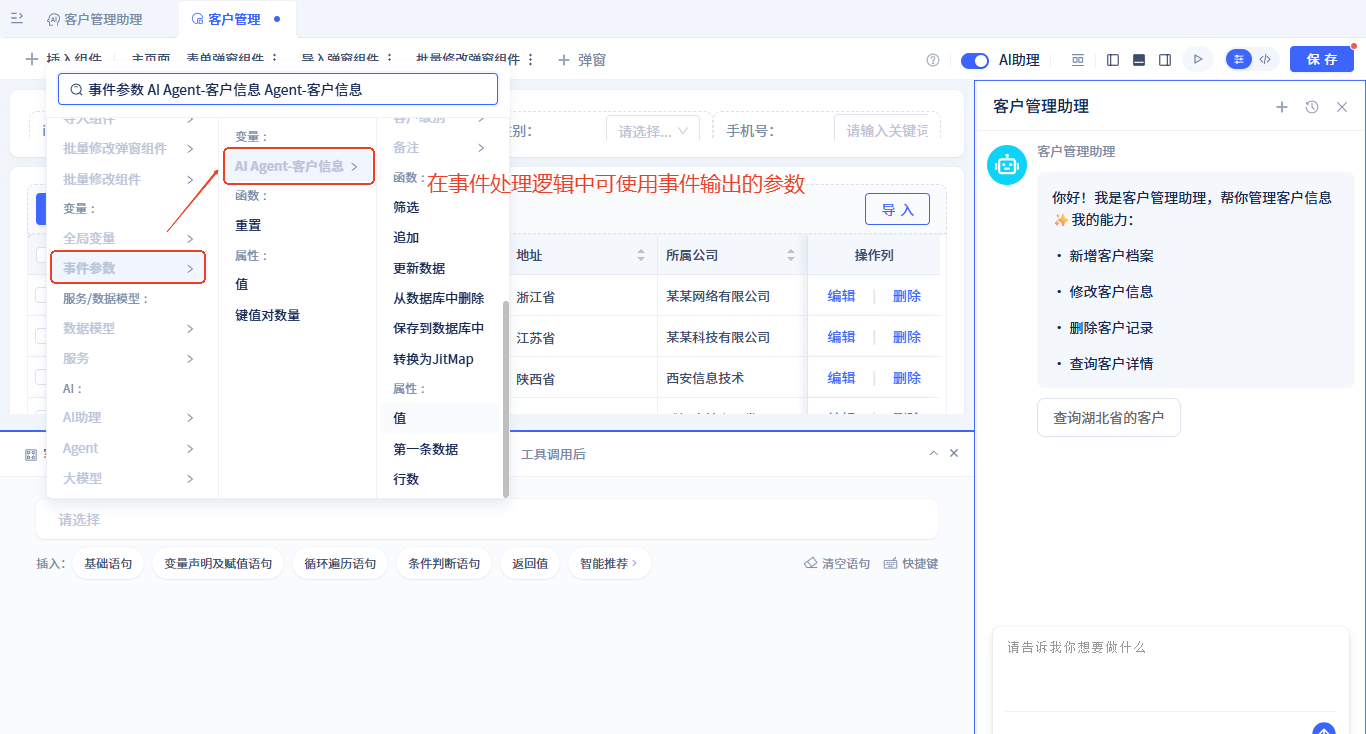 客户管理助理
客户管理
插入组件
主页面
表单弹窗组件
导入弹窗组件
批量修改弹窗组件
弹窗
AI助理
保 存
事件参数 AI Agent-客户信息 Agent-客户信息
导入组件
批量修改弹窗组件
批量修改组件
变量：
全局变量
事件参数
服务/数据模型：
数据模型
服务
AI：
AI助理
Agent
大模型
变量：
AI Agent-客户信息
函数：
重置
属性：
值
键值对数量
客户级别
备注
函数：
筛选
追加
更新数据
从数据库中删除
保存到数据库中
转换为JitMap
属性：
值
第一条数据
行数
在事件处理逻辑中可使用事件输出的参数
别：
请选择...
手机号：
请输入关键词
导 入
地址
所属公司
操作列
浙江省
某某网络有限公司
编辑
删除
江苏省
某某科技有限公司
编辑
删除
陕西省
西安信息技术
编辑
删除
工具调用后
请选择
插入：
基础语句
变量声明及赋值语句
循环遍历语句
条件判断语句
返回值
智能推荐
清空语句
快捷键
客户管理助理
客户管理助理
你好！我是客户管理助理，帮你管理客户信息
✨ 我的能力：
• 新增客户档案
• 修改客户信息
• 删除客户记录
• 查询客户详情
查询湖北省的客户
请告诉我你想要做什么